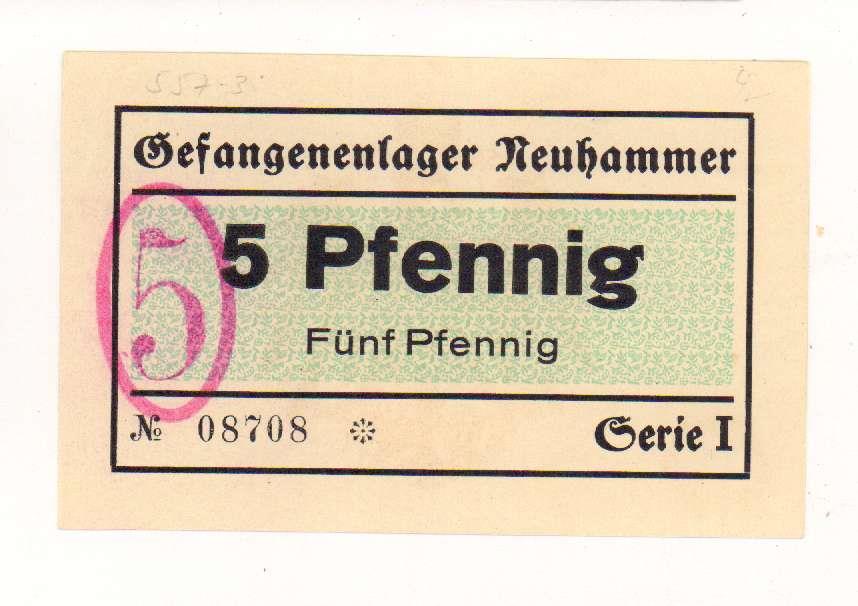 557-3
Gefangenenlager Neuhammer
5
5 Pfennig
Fünf Pfennig
№ 08708 ፨ Serie I